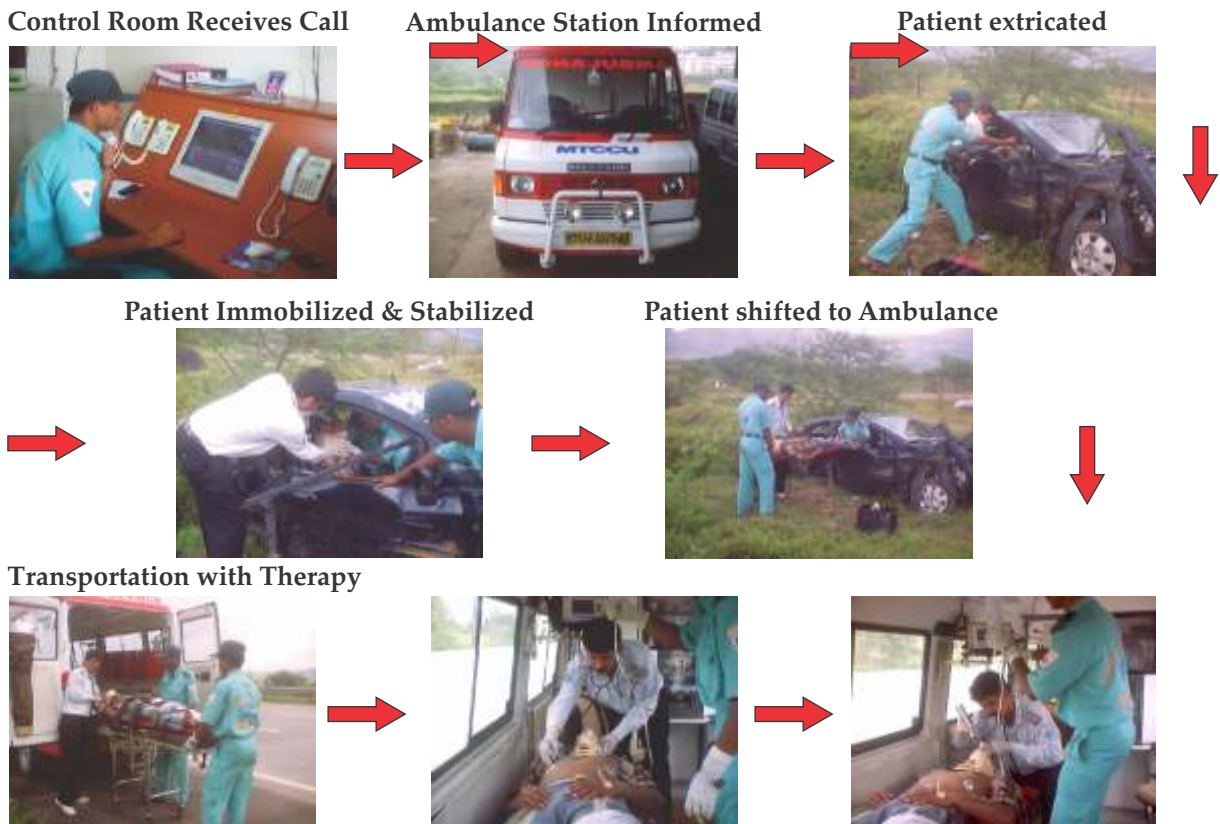 Control Room Receives Call
Ambulance Station Informed
Patient extricated
MTCCU
Patient Immobilized & Stabilized
Patient shifted to Ambulance
Transportation with Therapy